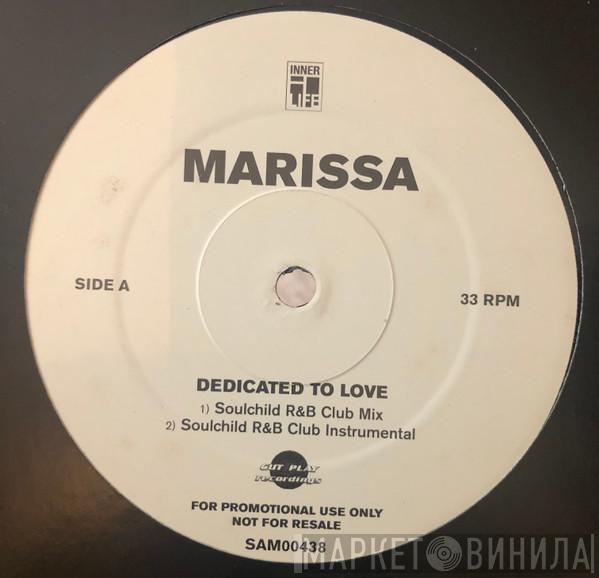 INNER
LIFE
MARISSA
SIDE A
33 RPM
DEDICATED TO LOVE
1) Soulchild R&B Club Mix
2) Soulchild R&B Club Instrumental
CUT PLAY
recordings
FOR PROMOTIONAL USE ONLY
NOT FOR RESALE
SAM00438
МАРКЕТ ВИНИЛА